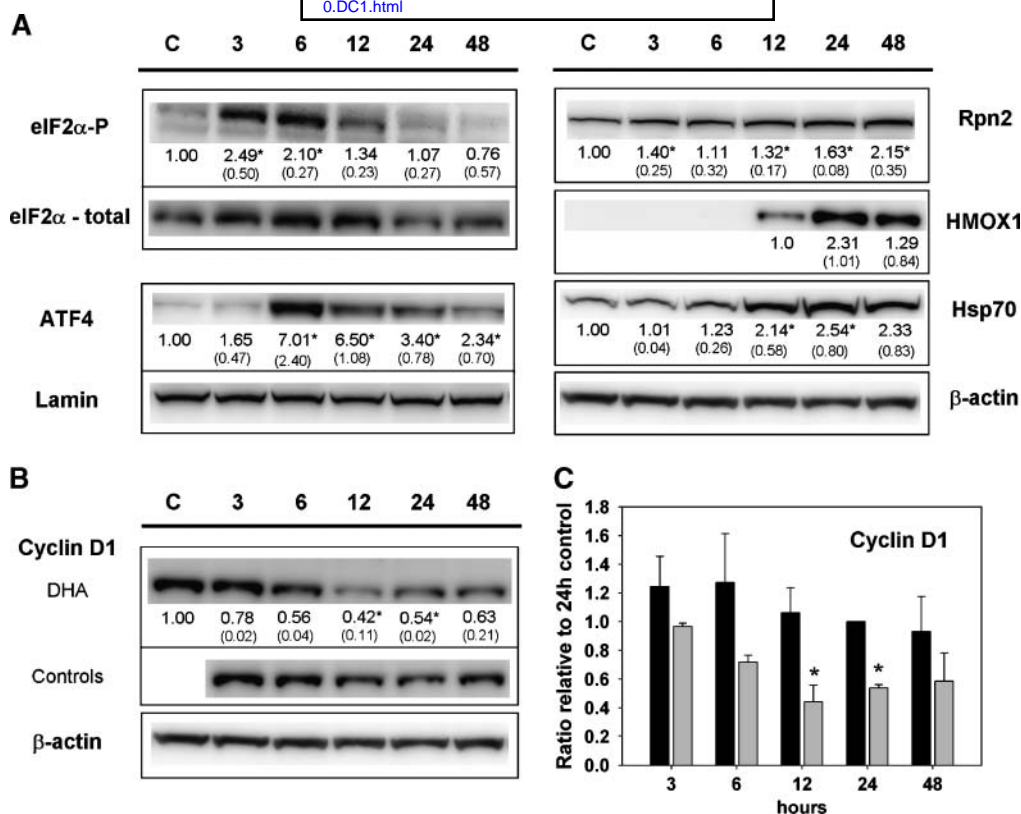 0.DC1.html
A
C 3 6 12 24 48
eIF2α-P
1.00 2.49* 2.10* 1.34 1.07 0.76
(0.50) (0.27) (0.23) (0.27) (0.57)
eIF2α - total
ATF4
1.00 1.65 7.01* 6.50* 3.40* 2.34*
(0.47) (2.40) (1.08) (0.78) (0.70)
Lamin
C 3 6 12 24 48
Rpn2
1.00 1.40* 1.11 1.32* 1.63* 2.15*
(0.25) (0.32) (0.17) (0.08) (0.35)
HMOX1
1.0 2.31 1.29
(1.01) (0.84)
Hsp70
1.00 1.01 1.23 2.14* 2.54* 2.33
(0.04) (0.26) (0.58) (0.80) (0.83)
β-actin
B
C 3 6 12 24 48
Cyclin D1
DHA
1.00 0.78 0.56 0.42* 0.54* 0.63
(0.02) (0.04) (0.11) (0.02) (0.21)
Controls
β-actin
C
Cyclin D1
Ratio relative to 24h control
1.8
1.6
1.4
1.2
1.0
0.8
0.6
0.4
0.2
0.0
* *
3 6 12 24 48
hours